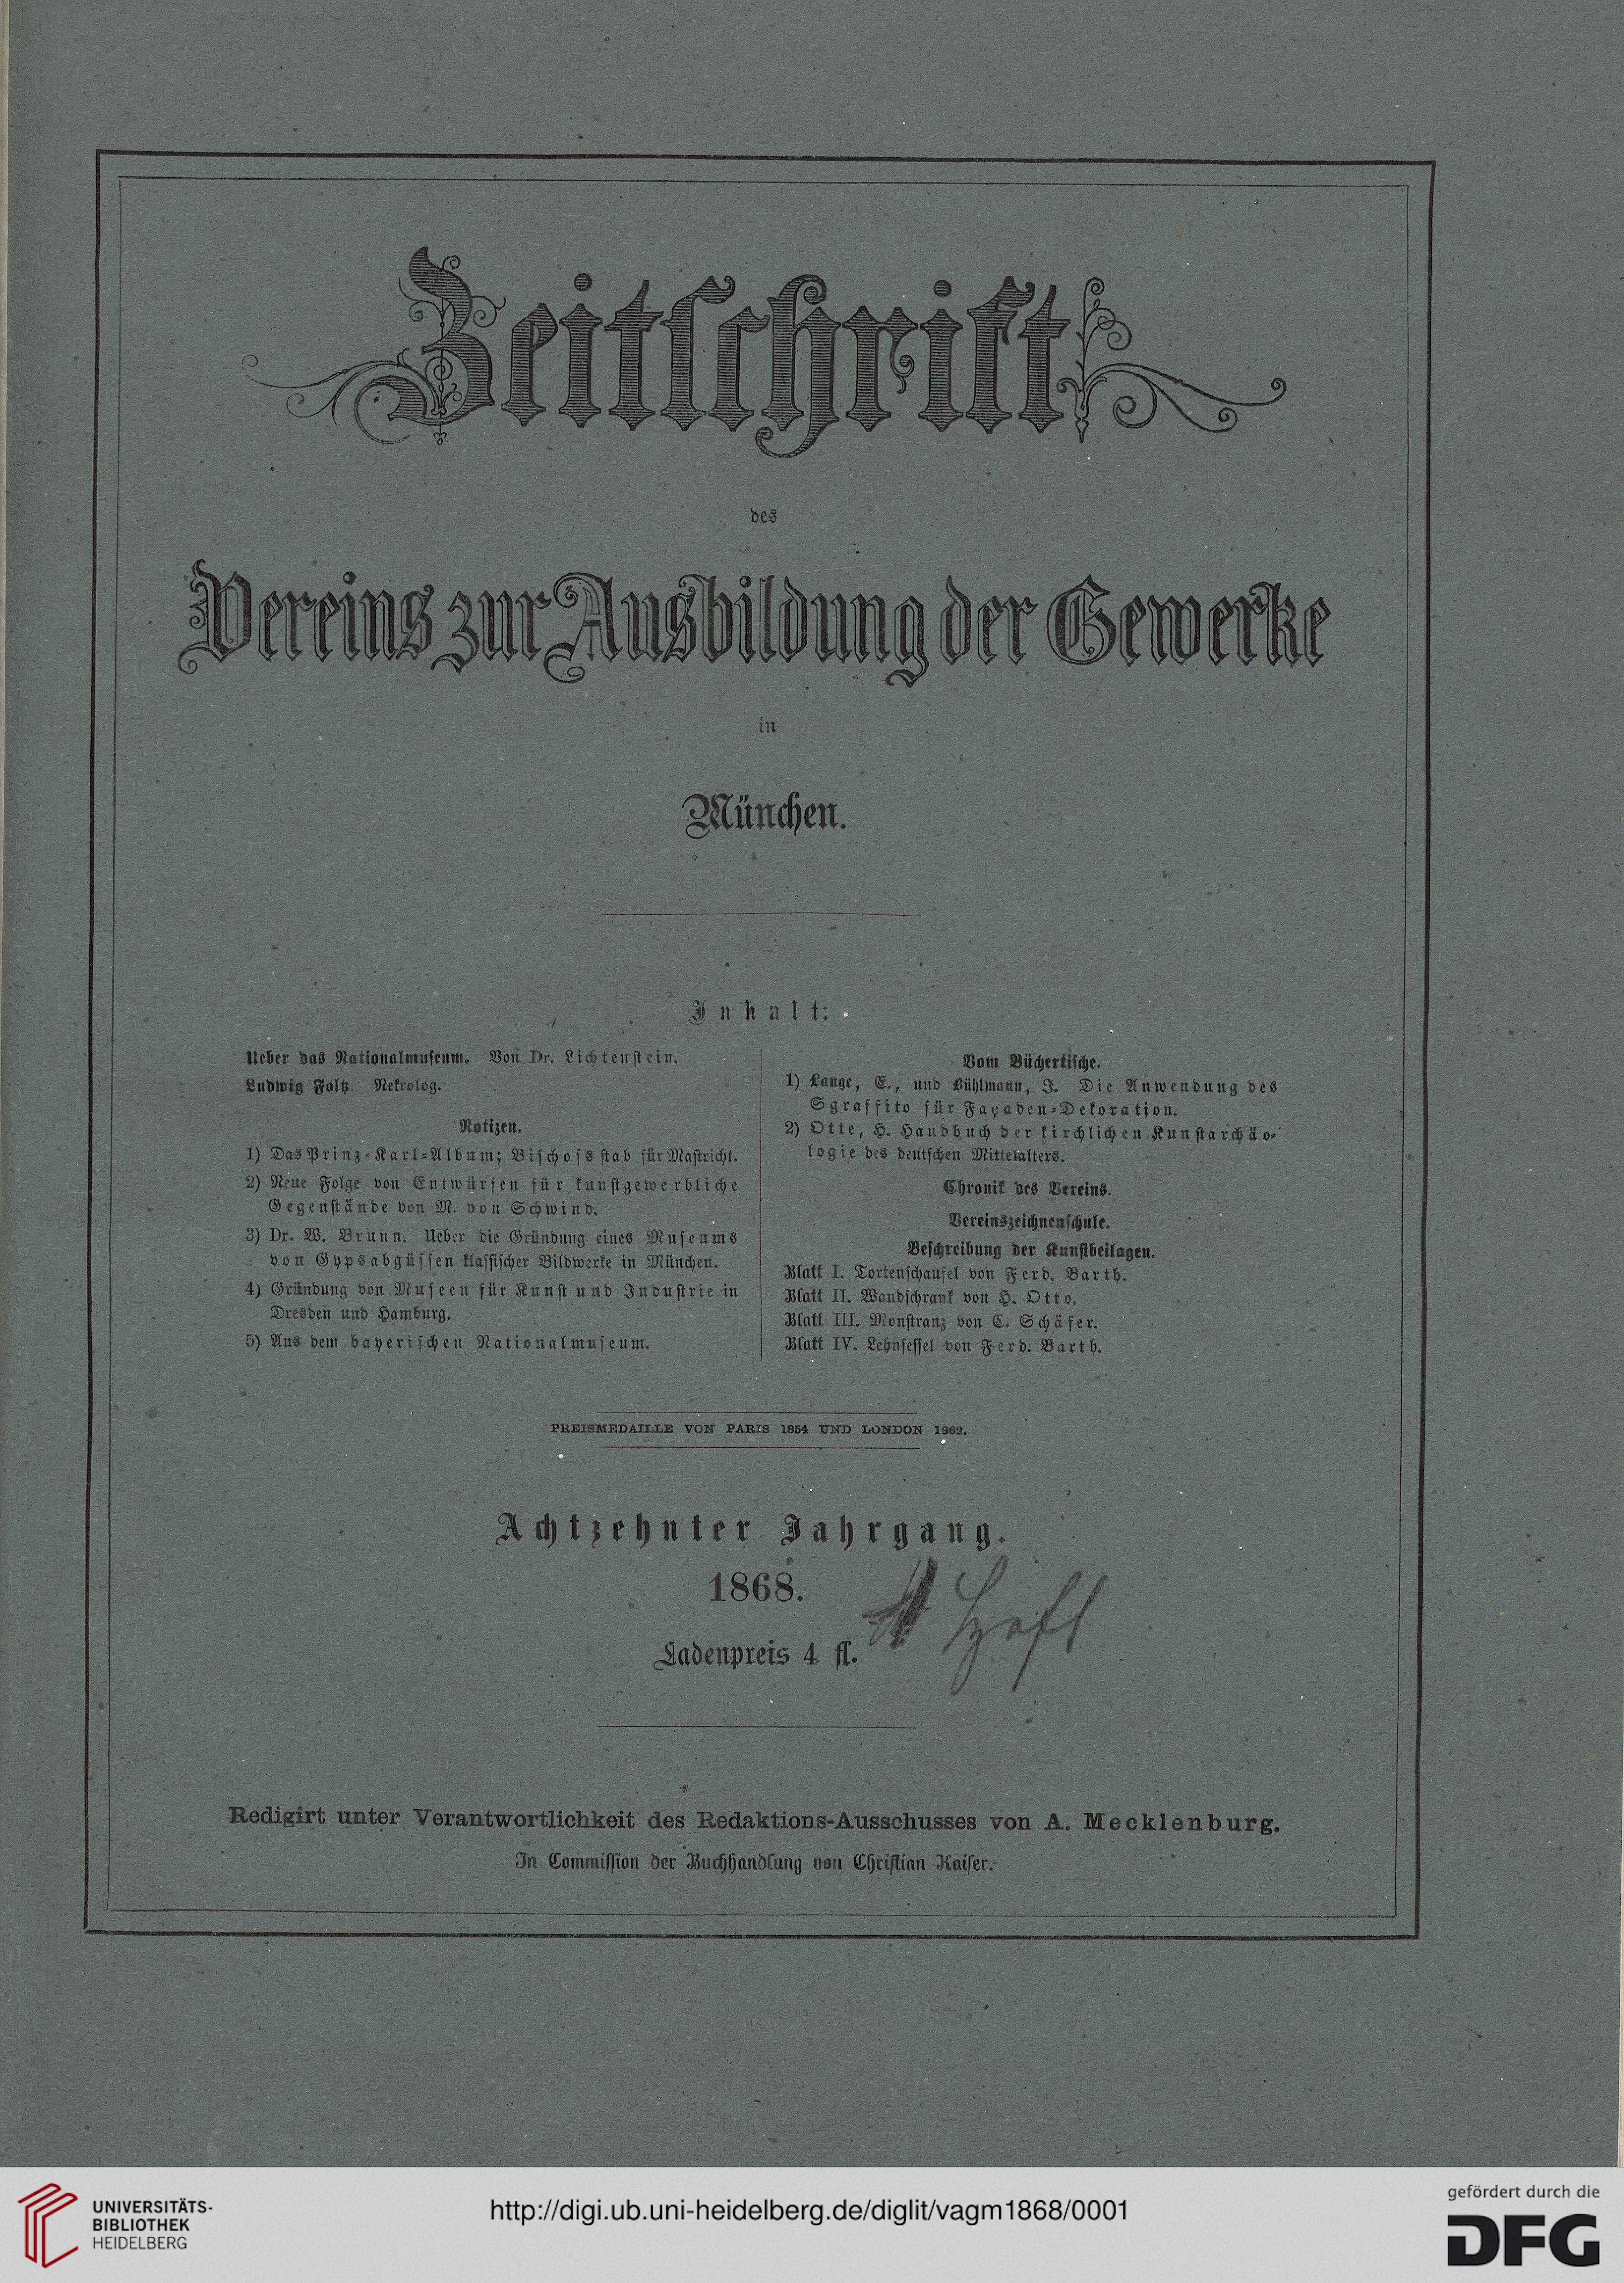 Zeitschrift
des
Vereins zur Ausbildung der Gewerke
in
München.
Inhalt:
Ueber das Nationalmuseum. Von Dr. Lichtenstein.
Ludwig Foltz. Nekrolog.
Notizen.
1) Das Prinz-Karl-Album; Bischofsstab für Mastricht.
2) Neue Folge von Entwürfen für kunstgewerbliche
Gegenstände von M. von Schwind.
3) Dr. W. Brunn. Ueber die Gründung eines Museums
von Gypsabgüssen klassischer Bildwerke in München.
4) Gründung von Museen für Kunst und Industrie in
Dresden und Hamburg.
5) Aus dem bayerischen Nationalmuseum.
Vom Büchertische.
1) Lange, E., und Bühlmann, J. Die Anwendung des
Sgraffito für Façaden-Dekoration.
2) Otte, H. Handbuch der kirchlichen Kunstarchäo-
logie des deutschen Mittelalters.
Chronik des Vereins.
Vereinszeichnenschule.
Beschreibung der Kunstbeilagen.
Blatt I. Tortenschaufel von Ferd. Barth.
Blatt II. Wandschrank von H. Otto.
Blatt III. Monstranz von C. Schäfer.
Blatt IV. Lehnsessel von Ferd. Barth.
PREISMEDAILLE VON PARIS 1854 UND LONDON 1862.
Achtzehnter Jahrgang.
1868.
Heft
Ladenpreis 4 fl.
Redigirt unter Verantwortlichkeit des Redaktions-Ausschusses von A. Mecklenburg.
In Commission der Buchhandlung von Christian Kaiser.
UNIVERSITÄTS-
BIBLIOTHEK
HEIDELBERG
http://digi.ub.uni-heidelberg.de/diglit/vagm1868/0001
gefördert durch die
DFG